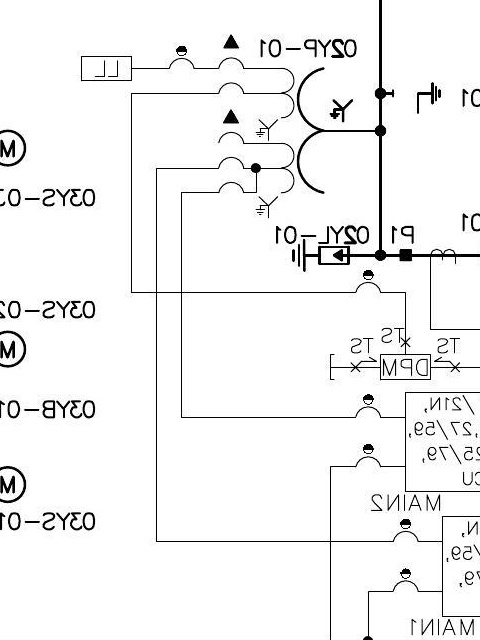 02YP-01
LL
01
M
03YS-0
01
P1
02YL-01
03YS-02
M
TS
TS
TS
DPM
03YB-01
/21N,
27/59,
25/79,
CU
M
MAIN2
03YS-01
N,
/59,
79,
MAIN1